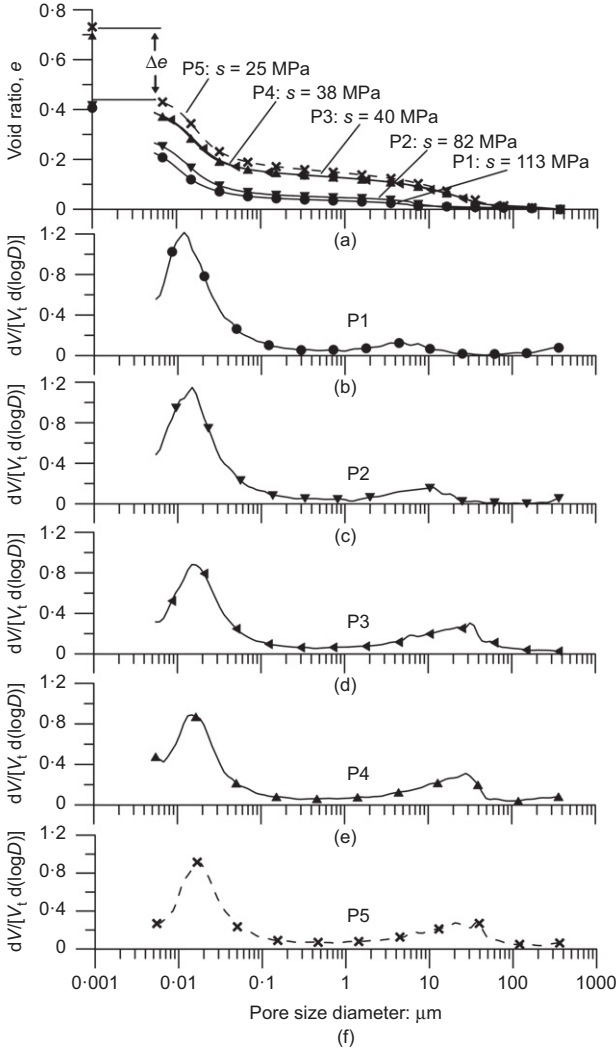 0·8
0·6
0·4
0·2
0
Void ratio, e
Δe
P5: s = 25 MPa
P4: s = 38 MPa
P3: s = 40 MPa
P2: s = 82 MPa
P1: s = 113 MPa
(a)
1·2
0·8
0·4
0
dV/[Vt d(logD)]
P1
(b)
1·2
0·8
0·4
0
dV/[Vt d(logD)]
P2
(c)
1·2
0·8
0·4
0
dV/[Vt d(logD)]
P3
(d)
1·2
0·8
0·4
0
dV/[Vt d(logD)]
P4
(e)
1·2
0·8
0·4
0
dV/[Vt d(logD)]
P5
0·001 0·01 0·1 1 10 100 1000
Pore size diameter: μm
(f)